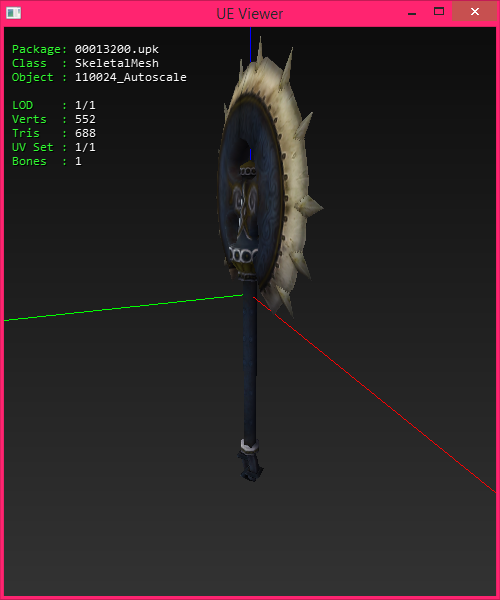 UE Viewer
Package: 00013200.upk
Class  : SkeletalMesh
Object : 110024_Autoscale
LOD    : 1/1
Verts  : 552
Tris   : 688
UV Set : 1/1
Bones  : 1